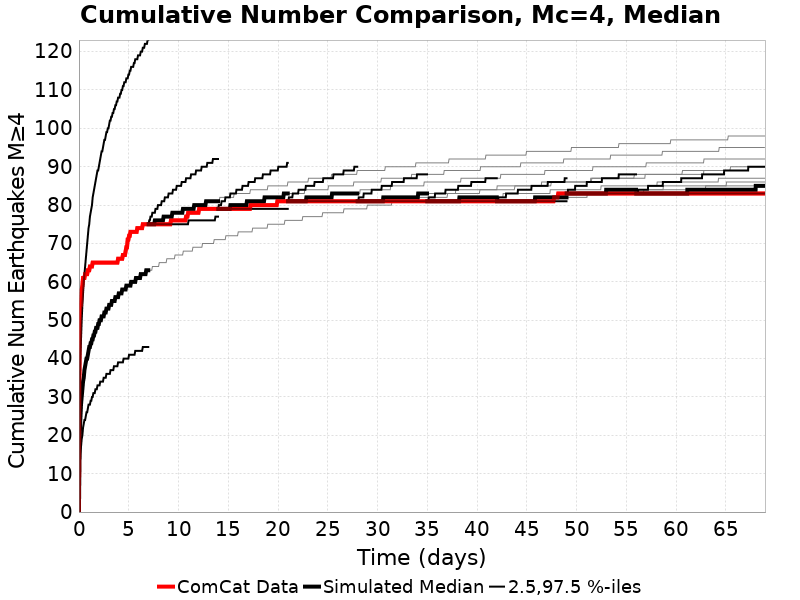 Cumulative Number Comparison, Mc=4, Median
Cumulative Num Earthquakes M≥4
120
110
100
90
80
70
60
50
40
30
20
10
0
0 5 10 15 20 25 30 35 40 45 50 55 60 65
Time (days)
ComCat Data Simulated Median 2.5,97.5 %-iles